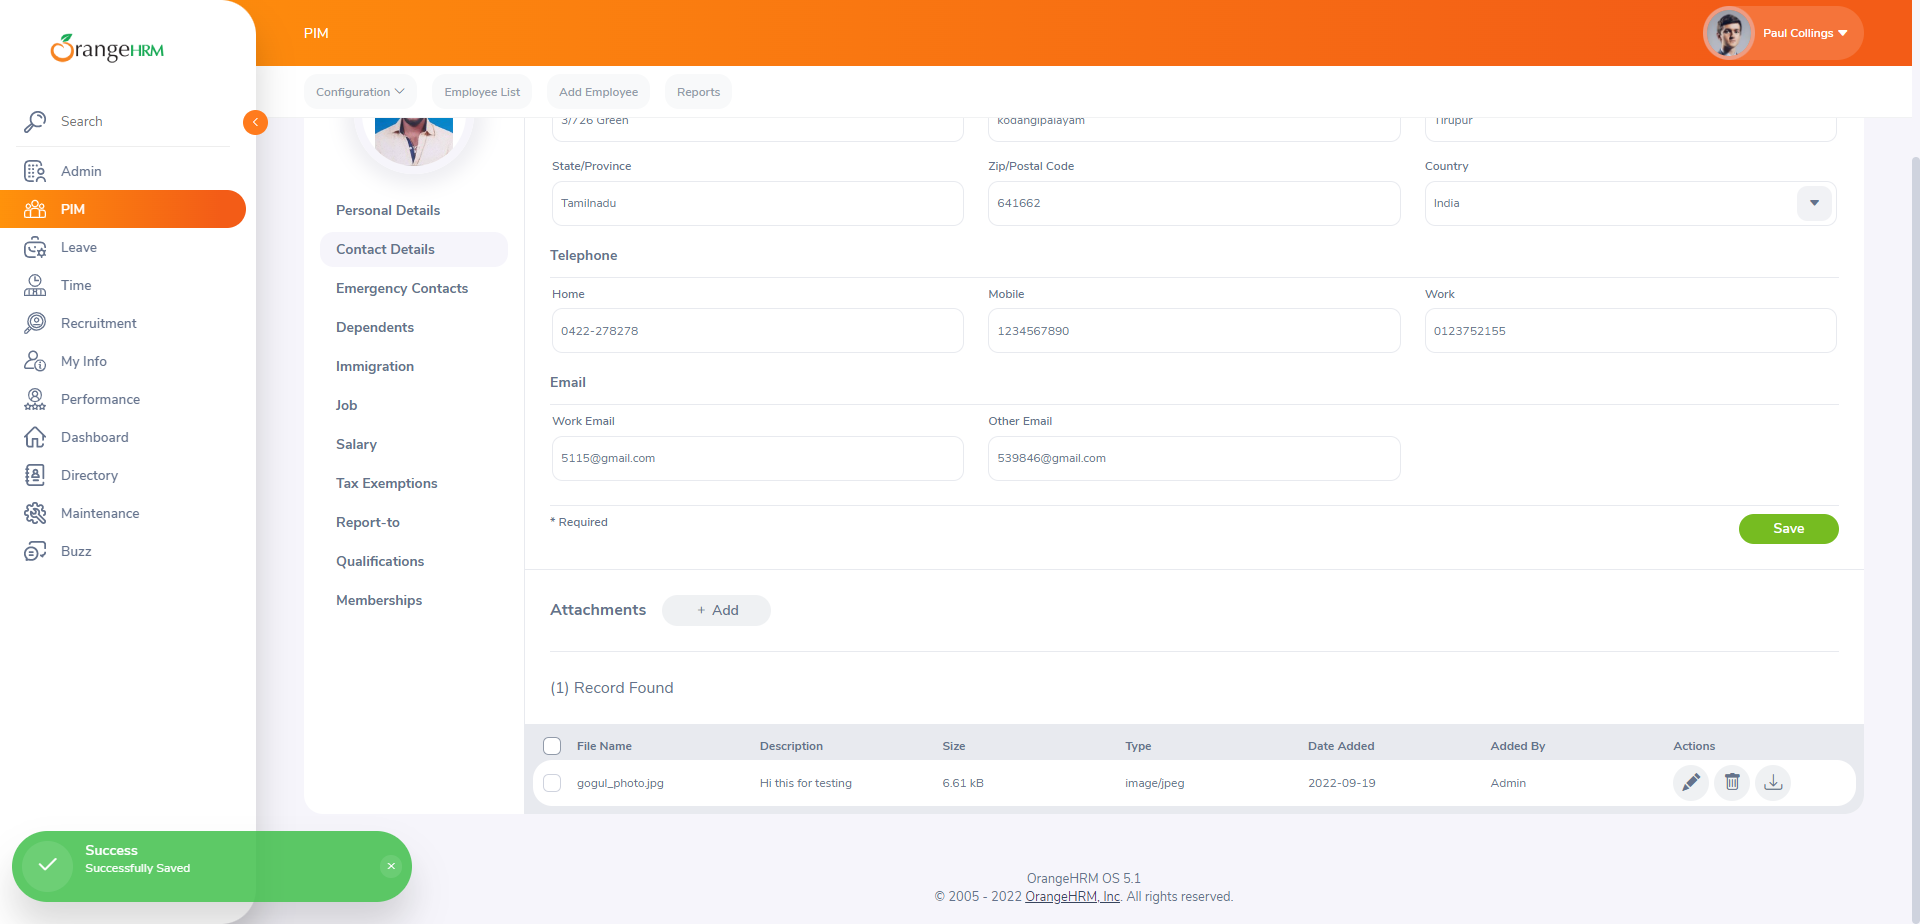 OrangeHRM
PIM
Paul Collings
Configuration
Employee List
Add Employee
Reports
Search
Admin
PIM
Leave
Time
Recruitment
My Info
Performance
Dashboard
Directory
Maintenance
Buzz
Personal Details
Contact Details
Emergency Contacts
Dependents
Immigration
Job
Salary
Tax Exemptions
Report-to
Qualifications
Memberships
3/726 Green
kodangipalayam
Tirupur
State/Province
Zip/Postal Code
Country
Tamilnadu
641662
India
Telephone
Home
Mobile
Work
0422-278278
1234567890
0123752155
Email
Work Email
Other Email
5115@gmail.com
539846@gmail.com
* Required
Save
Attachments
+ Add
(1) Record Found
File Name Description Size Type Date Added Added By Actions
gogul_photo.jpg Hi this for testing 6.61 kB image/jpeg 2022-09-19 Admin
Success
Successfully Saved
OrangeHRM OS 5.1
© 2005 - 2022 OrangeHRM, Inc. All rights reserved.